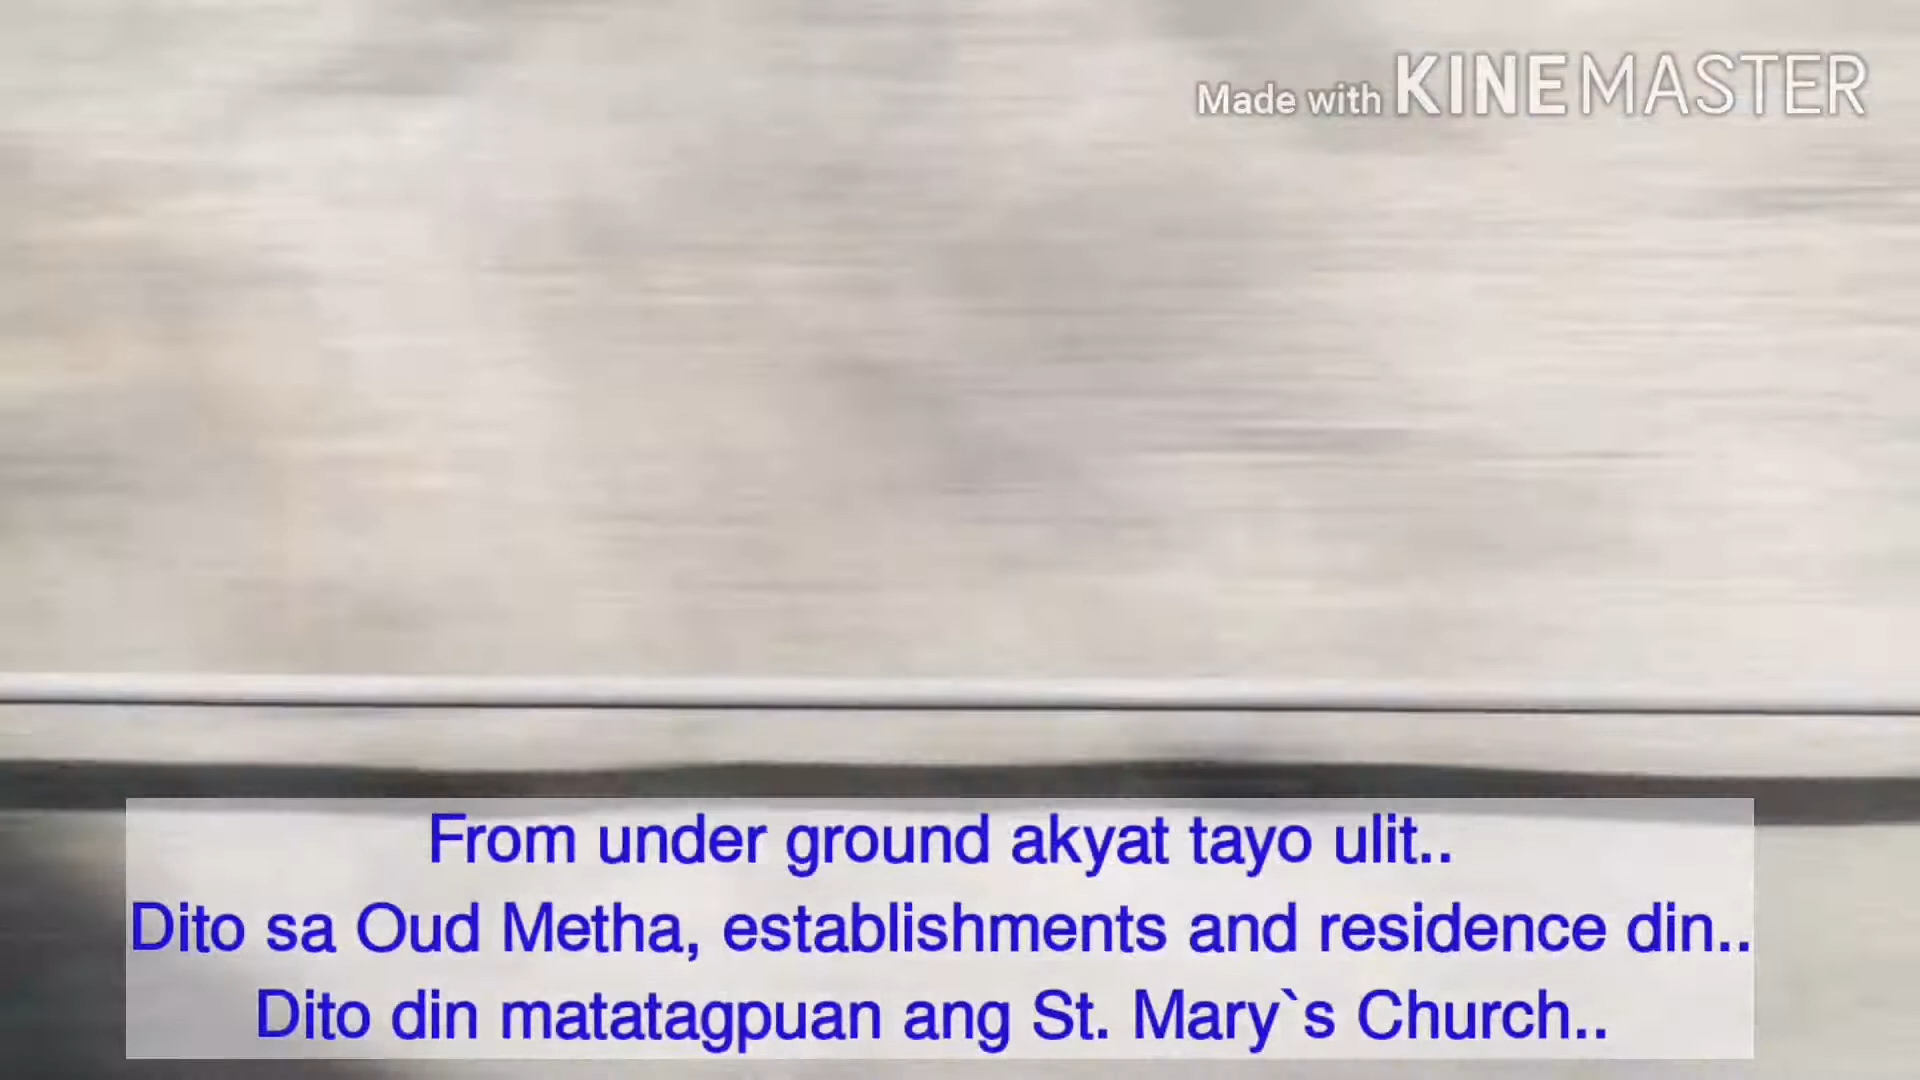 Made with KINEMASTER
From under ground akyat tayo ulit..
Dito sa Oud Metha, establishments and residence din..
Dito din matatagpuan ang St. Mary`s Church..